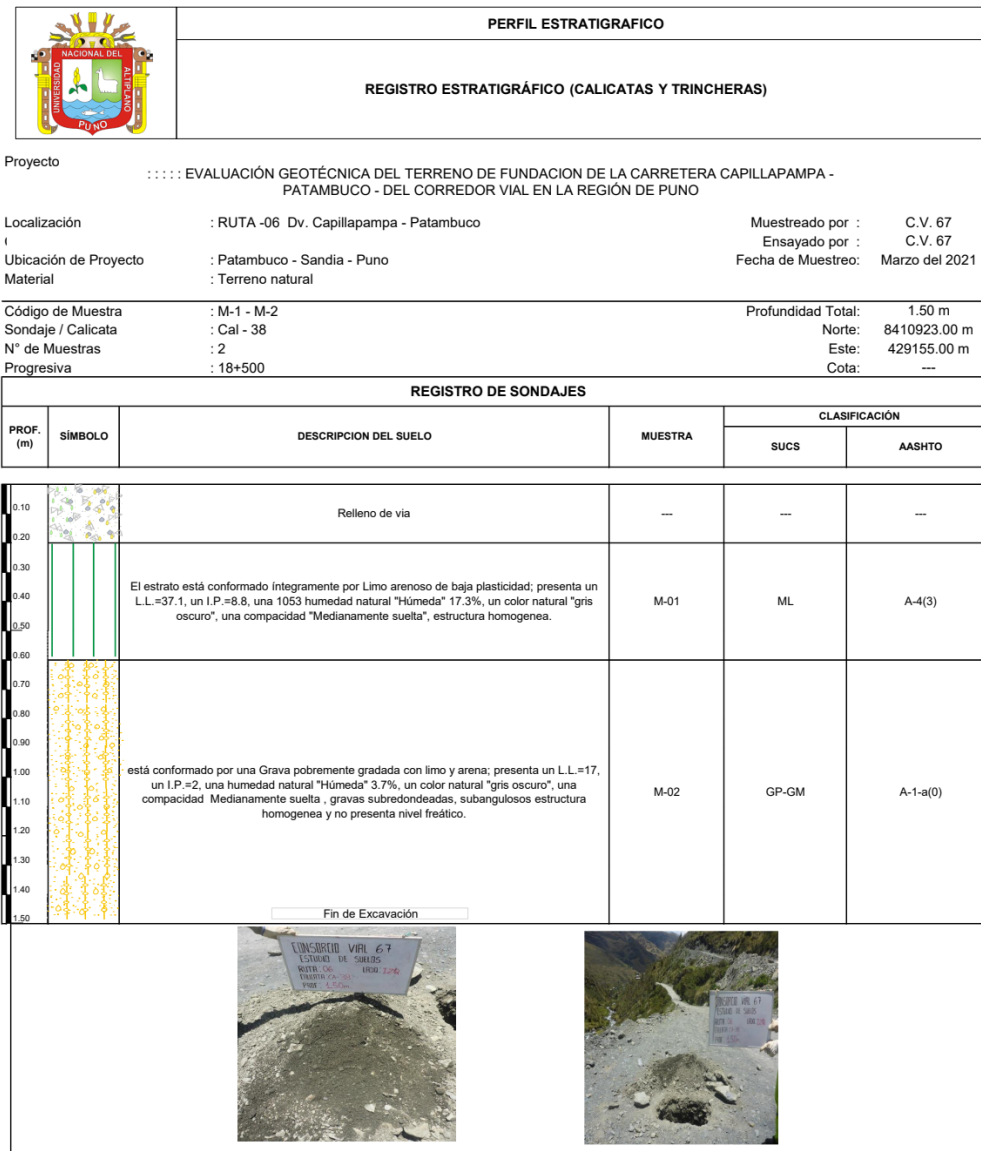 PERFIL ESTRATIGRAFICO
REGISTRO ESTRATIGRÁFICO (CALICATAS Y TRINCHERAS)
UNIVERSIDAD
NACIONAL DEL
ALTIPLANO
PUNO
Proyecto
: : : : : EVALUACIÓN GEOTÉCNICA DEL TERRENO DE FUNDACION DE LA CARRETERA CAPILLAPAMPA -
PATAMBUCO - DEL CORREDOR VIAL EN LA REGIÓN DE PUNO
Localización : RUTA -06 Dv. Capillapampa - Patambuco Muestreado por : C.V. 67
Ensayado por : C.V. 67
Ubicación de Proyecto : Patambuco - Sandia - Puno Fecha de Muestreo: Marzo del 2021
Material : Terreno natural
Código de Muestra : M-1 - M-2 Profundidad Total: 1.50 m
Sondaje / Calicata : Cal - 38 Norte: 8410923.00 m
N° de Muestras : 2 Este: 429155.00 m
Progresiva : 18+500 Cota: ---
REGISTRO DE SONDAJES
PROF. (m) SÍMBOLO DESCRIPCION DEL SUELO MUESTRA CLASIFICACIÓN
SUCS AASHTO
0.10
Relleno de via --- --- ---
0.20
0.30
El estrato está conformado íntegramente por Limo arenoso de baja plasticidad; presenta un
0.40
L.L.=37.1, un I.P.=8.8, una 1053 humedad natural "Húmeda" 17.3%, un color natural "gris M-01 ML A-4(3)
oscuro", una compacidad "Medianamente suelta", estructura homogenea.
0.50
0.60
0.70
0.80
0.90
1.00
está conformado por una Grava pobremente gradada con limo y arena; presenta un L.L.=17,
un I.P.=2, una humedad natural "Húmeda" 3.7%, un color natural "gris oscuro", una M-02 GP-GM A-1-a(0)
compacidad Medianamente suelta , gravas subredondeadas, subangulosos estructura
1.10
homogenea y no presenta nivel freático.
1.20
1.30
1.40
1.50
Fin de Excavación
CONSORCIO VIAL 67
ESTUDIO DE SUELOS
RUTA: 06
PROF: 1.50m
CONSORCIO VIAL 67
ESTUDIO DE SUELOS